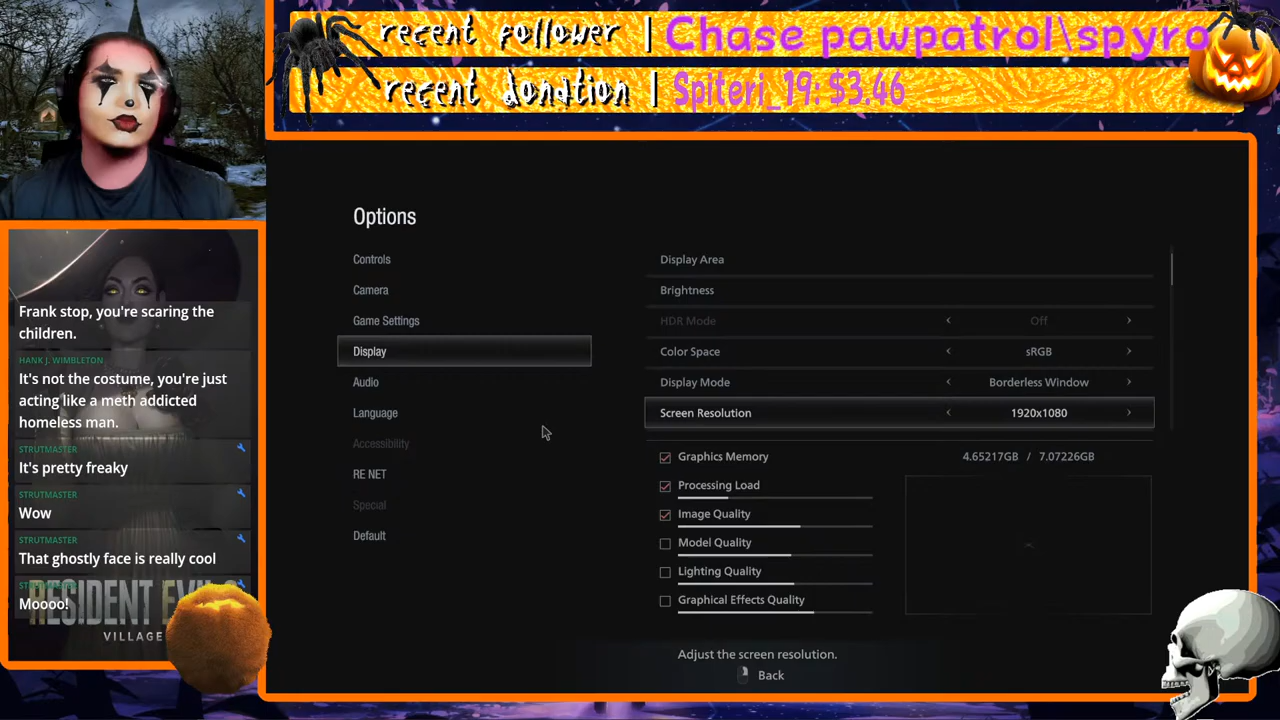 recent follower | Chase pawpatrol\spyro
recent donation | Spiteri_19: $3.46
Frank stop, you're scaring the
children.
HANK J. WIMBLETON
It's not the costume, you're just
acting like a meth addicted
homeless man.
STRUTMASTER
It's pretty freaky
STRUTMASTER
Wow
STRUTMASTER
That ghostly face is really cool
Moooo!
RESIDENT EVIL
VILLAGE
Options
Controls
Camera
Game Settings
Display
Audio
Language
Accessibility
RE NET
Special
Default
Display Area
Brightness
HDR Mode < Off >
Color Space < sRGB >
Display Mode < Borderless Window >
Screen Resolution < 1920x1080 >
Graphics Memory 4.65217GB / 7.07226GB
Processing Load
Image Quality
Model Quality
Lighting Quality
Graphical Effects Quality
Adjust the screen resolution.
Back